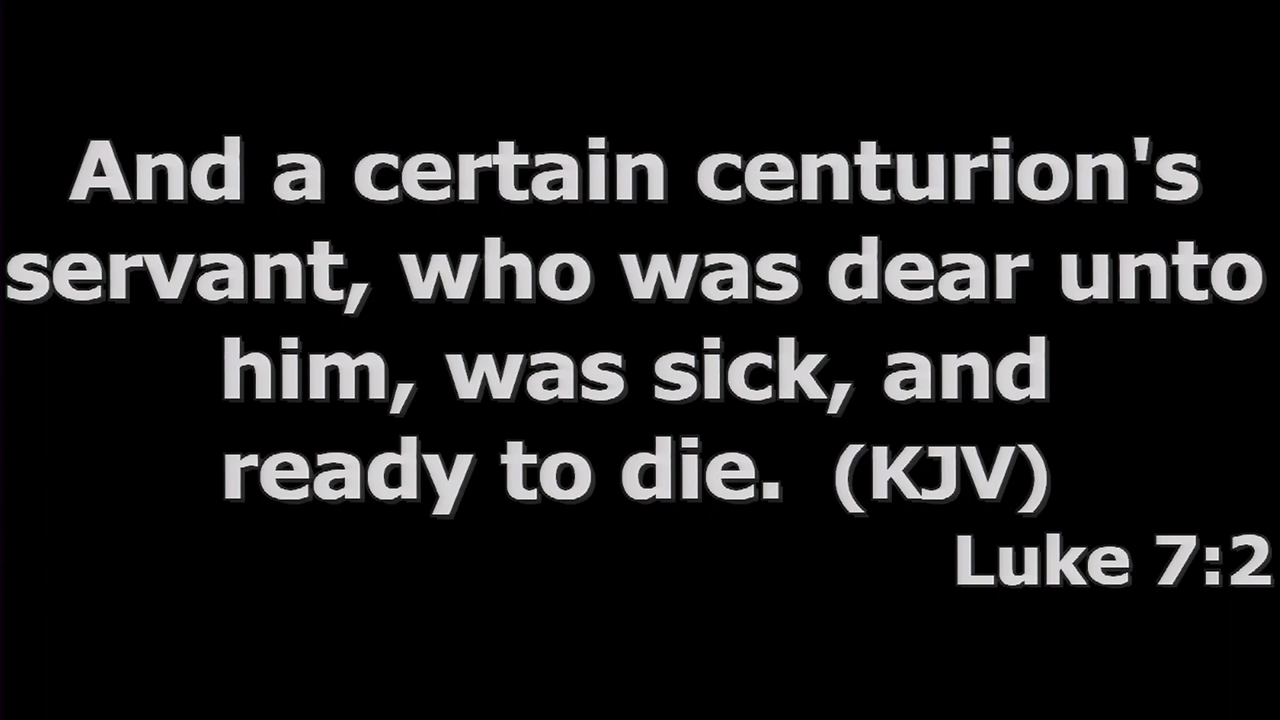 And a certain centurion's
servant, who was dear unto
him, was sick, and
ready to die.  (KJV)
Luke 7:2